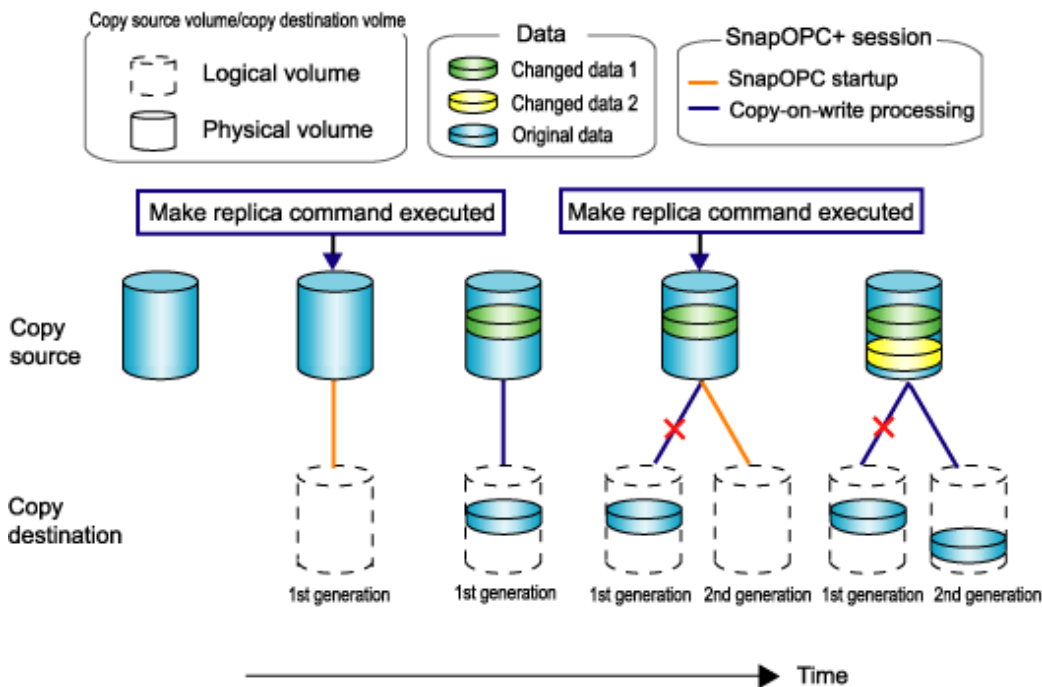 Copy source volume/copy destination volme
Logical volume
Physical volume
Data
Changed data 1
Changed data 2
Original data
SnapOPC+ session
SnapOPC startup
Copy-on-write processing
Make replica command executed
Make replica command executed
Copy
source
Copy
destination
1st generation
1st generation
1st generation
2nd generation
1st generation
2nd generation
Time